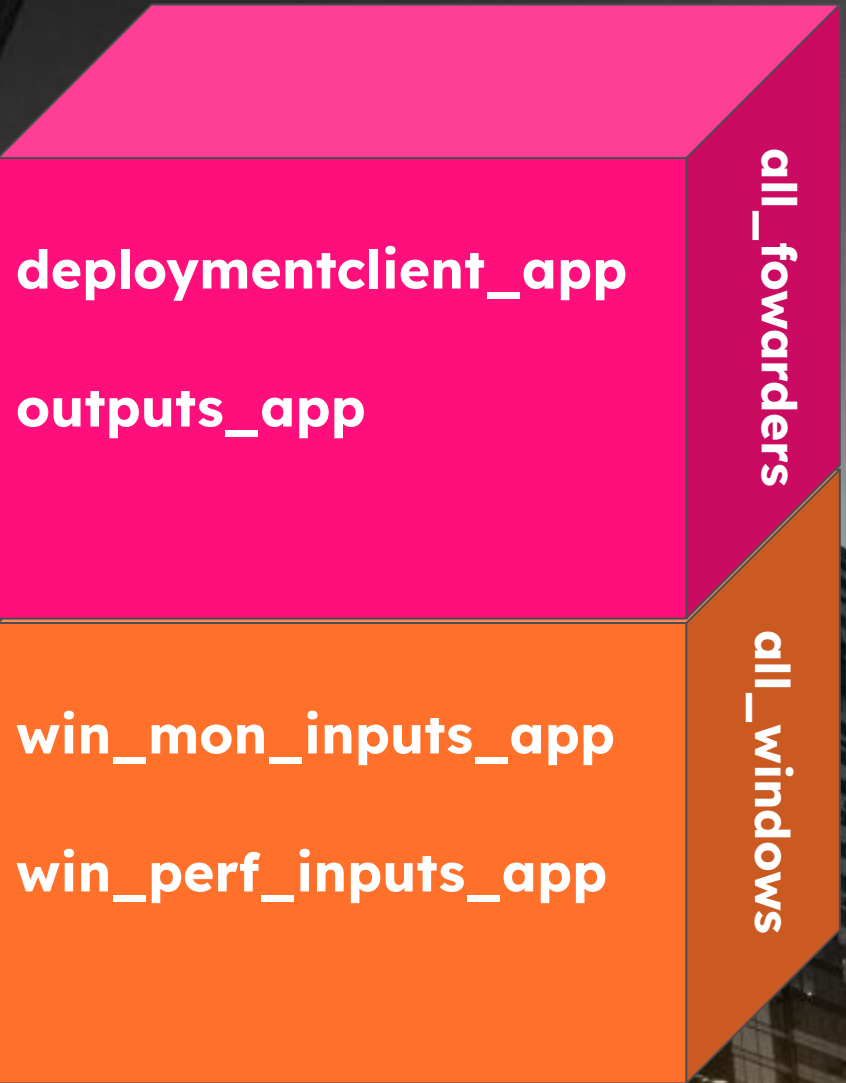 deploymentclient_app
outputs_app
all_fowarders
win_mon_inputs_app
win_perf_inputs_app
all_windows